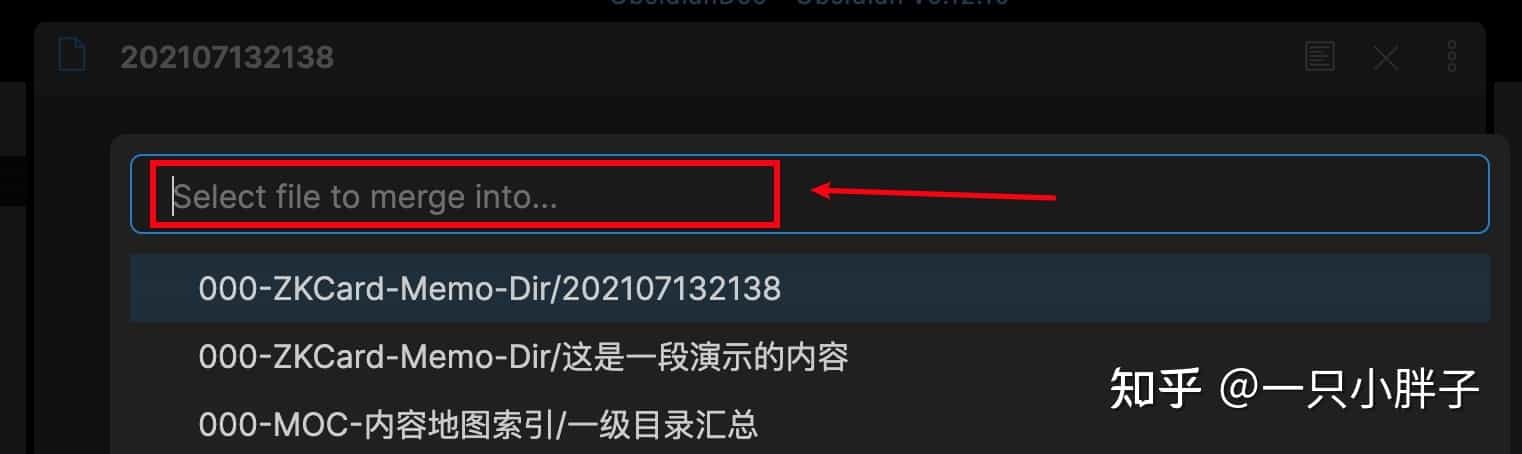 202107132138
Select file to merge into...
000-ZKCard-Memo-Dir/202107132138
000-ZKCard-Memo-Dir/这是一段演示的内容
000-MOC-内容地图索引/一级目录汇总
知乎 @一只小胖子